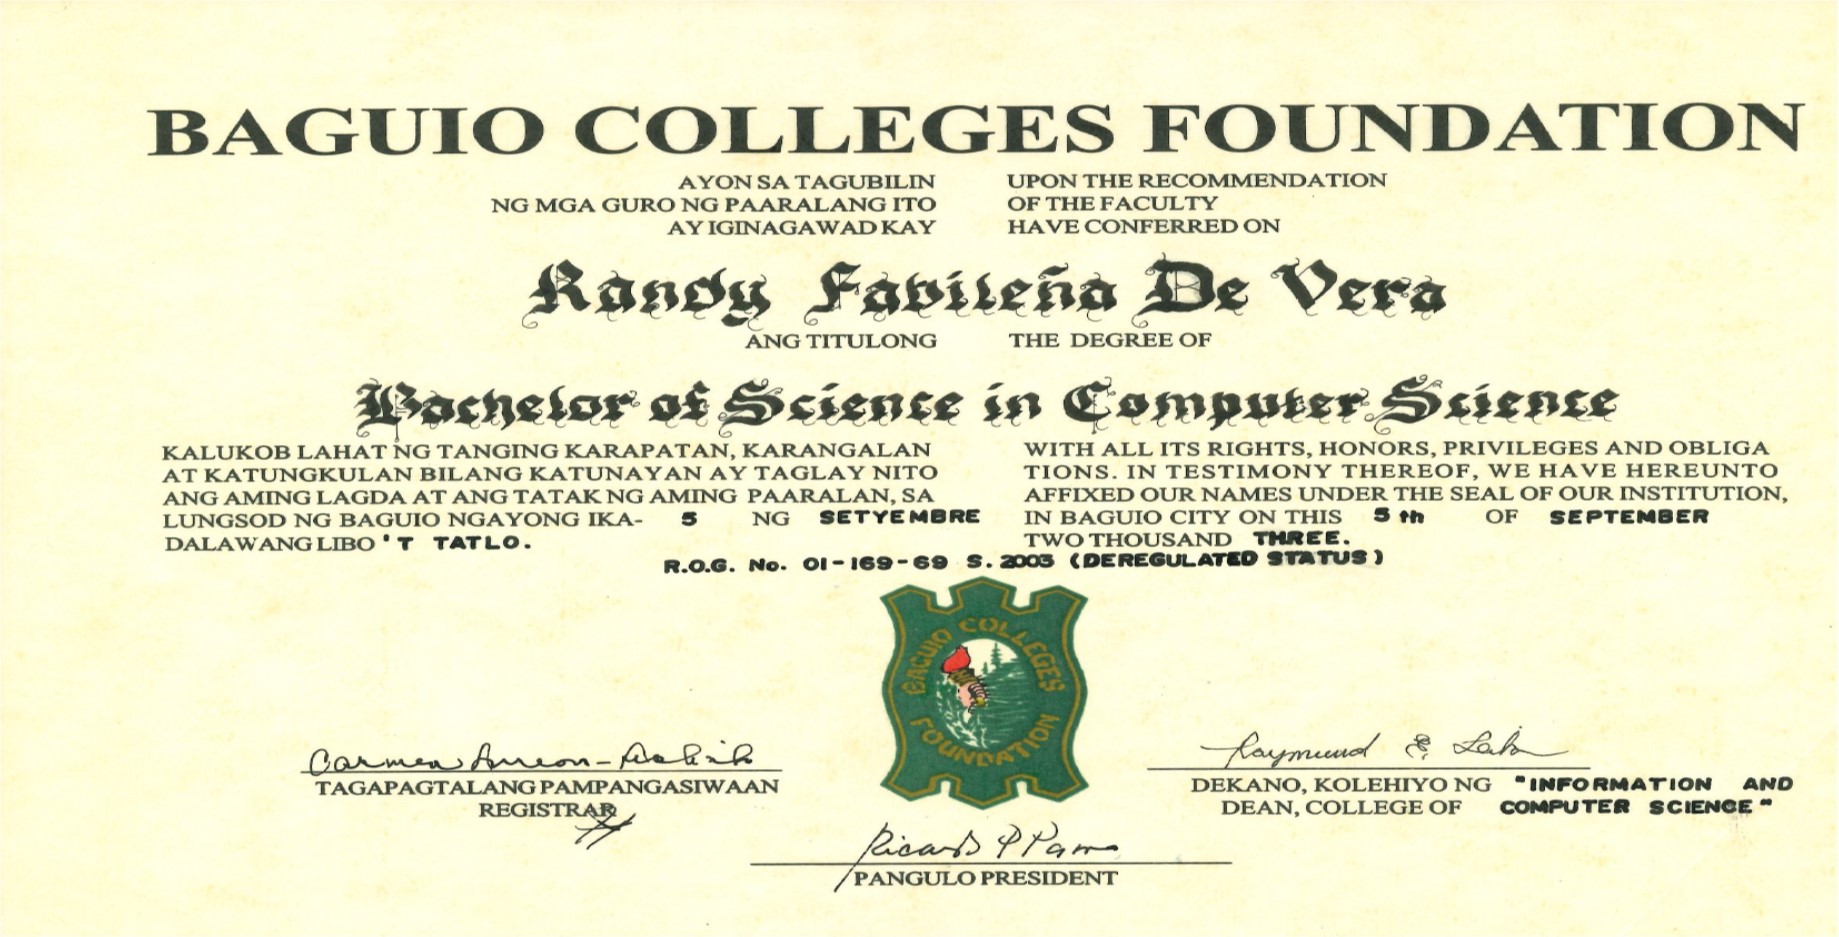 BAGUIO COLLEGES FOUNDATION
AYON SA TAGUBILIN
NG MGA GURO NG PAARALANG ITO
AY IGINAGAWAD KAY
UPON THE RECOMMENDATION
OF THE FACULTY
HAVE CONFERRED ON
Randy Fabileña De Vera
ANG TITULONG
THE DEGREE OF
Bachelor of Science in Computer Science
KALUKOB LAHAT NG TANGING KARAPATAN, KARANGALAN
AT KATUNGKULAN BILANG KATUNAYAN AY TAGLAY NITO
ANG AMING LAGDA AT ANG TATAK NG AMING PAARALAN, SA
LUNGSOD NG BAGUIO NGAYONG IKA- 5 NG SETYEMBRE
DALAWANG LIBO 'T TATLO.
WITH ALL ITS RIGHTS, HONORS, PRIVILEGES AND OBLIGA
TIONS. IN TESTIMONY THEREOF, WE HAVE HEREUNTO
AFFIXED OUR NAMES UNDER THE SEAL OF OUR INSTITUTION,
IN BAGUIO CITY ON THIS 5th OF SEPTEMBER
TWO THOUSAND THREE.
R.O.G. No. 01-169-69 S. 2003 (DEREGULATED STATUS)
BAGUIO COLLEGES
FOUNDATION
Carmen
TAGAPAGTALANG PAMPANGASIWAAN
REGISTRAR
Raymund E.
DEKANO, KOLEHIYO NG "INFORMATION AND
DEAN, COLLEGE OF COMPUTER SCIENCE"
PANGULO PRESIDENT